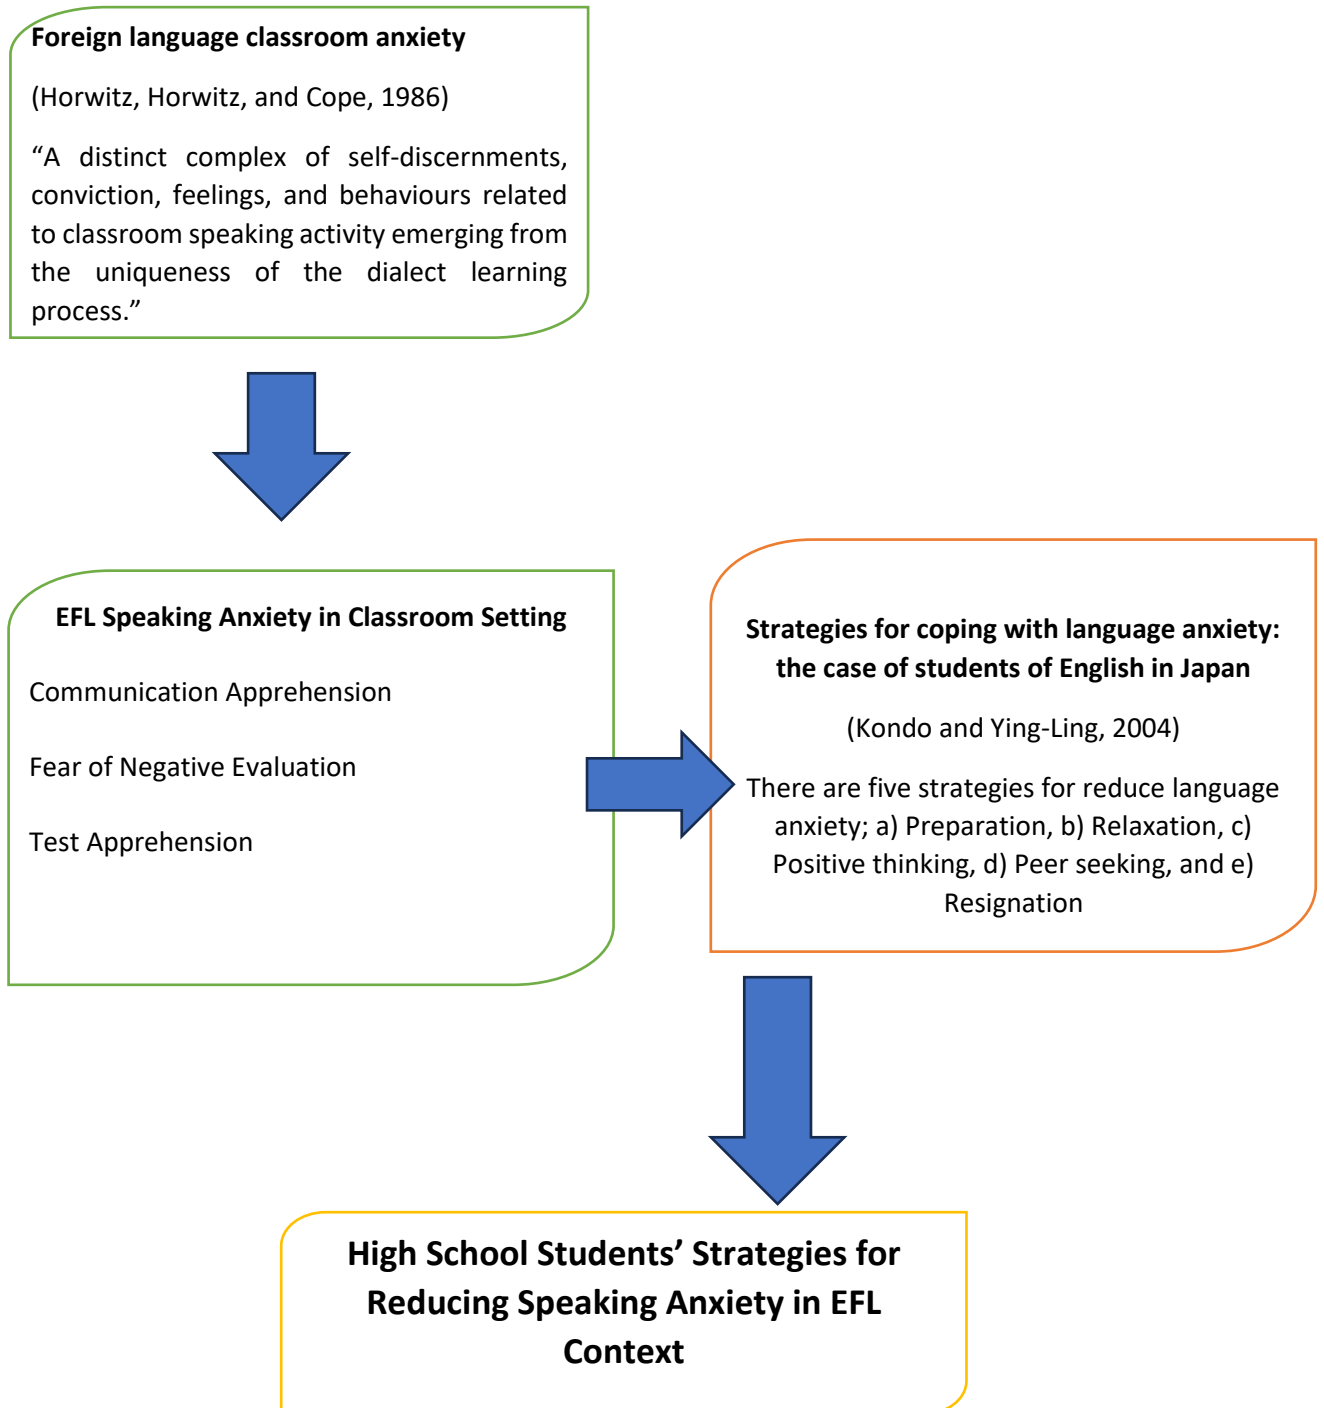 Foreign language classroom anxiety
(Horwitz, Horwitz, and Cope, 1986)
“A distinct complex of self-discernments,
conviction, feelings, and behaviours related
to classroom speaking activity emerging from
the uniqueness of the dialect learning
process.”
EFL Speaking Anxiety in Classroom Setting
Communication Apprehension
Fear of Negative Evaluation
Test Apprehension
Strategies for coping with language anxiety:
the case of students of English in Japan
(Kondo and Ying-Ling, 2004)
There are five strategies for reduce language
anxiety; a) Preparation, b) Relaxation, c)
Positive thinking, d) Peer seeking, and e)
Resignation
High School Students’ Strategies for
Reducing Speaking Anxiety in EFL
Context